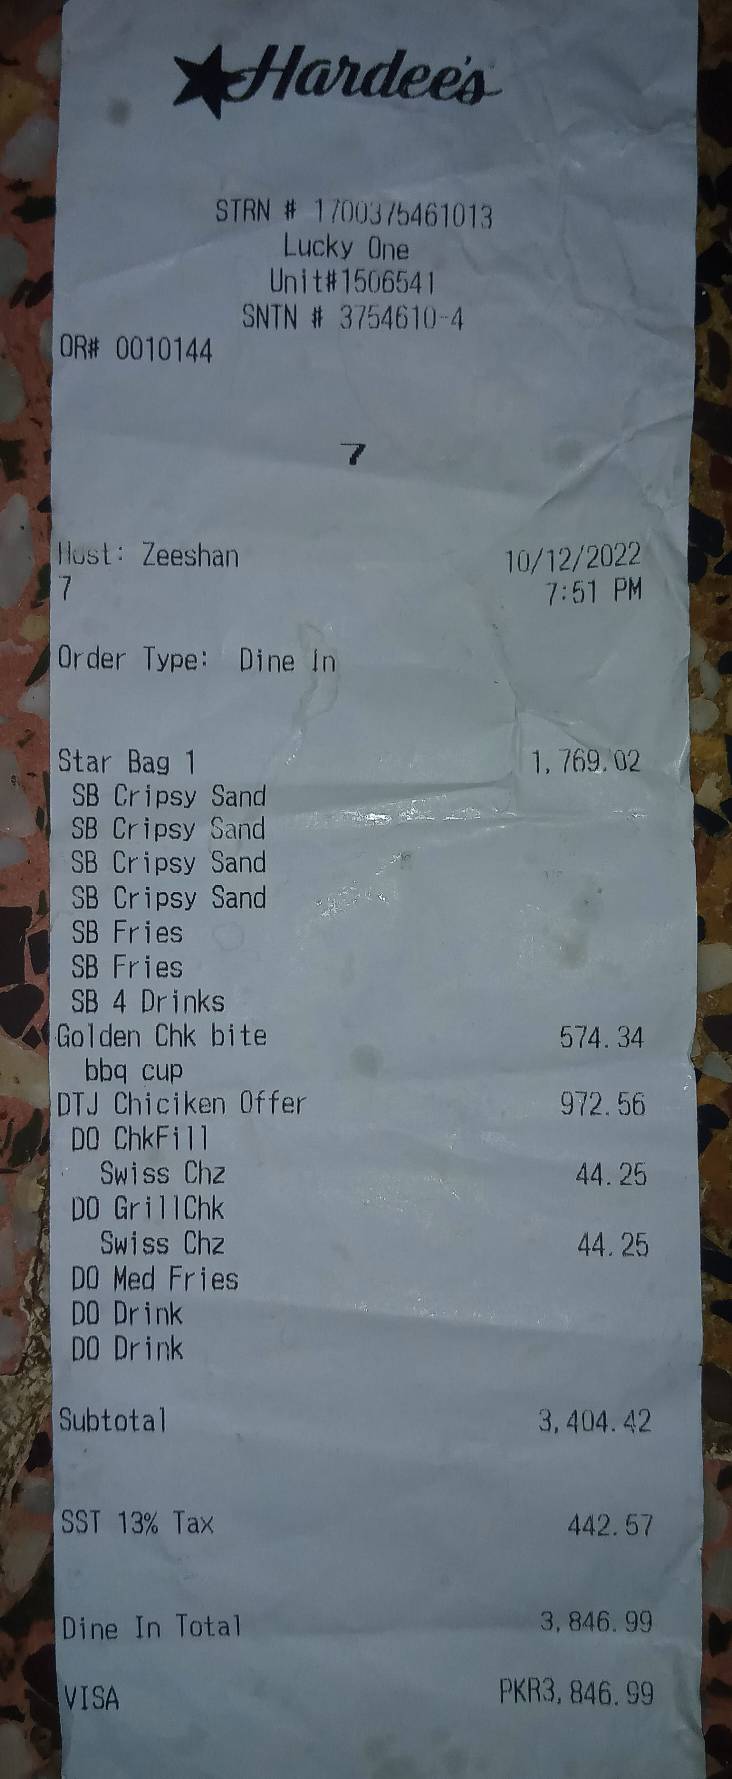 Hardee's
STRN # 1700375461013
Lucky One
Unit#1506541
SNTN # 3754610-4
OR# 0010144
7
Host: Zeeshan 10/12/2022
7 7:51 PM
Order Type: Dine In
Star Bag 1 1,769.02
SB Cripsy Sand
SB Cripsy Sand
SB Cripsy Sand
SB Cripsy Sand
SB Fries
SB Fries
SB 4 Drinks
Golden Chk bite 574.34
bbq cup
DTJ Chiciken Offer 972.56
DO ChkFill
Swiss Chz 44.25
DO GrillChk
Swiss Chz 44.25
DO Med Fries
DO Drink
DO Drink
Subtotal 3,404.42
SST 13% Tax 442.57
Dine In Total 3,846.99
VISA PKR3,846.99